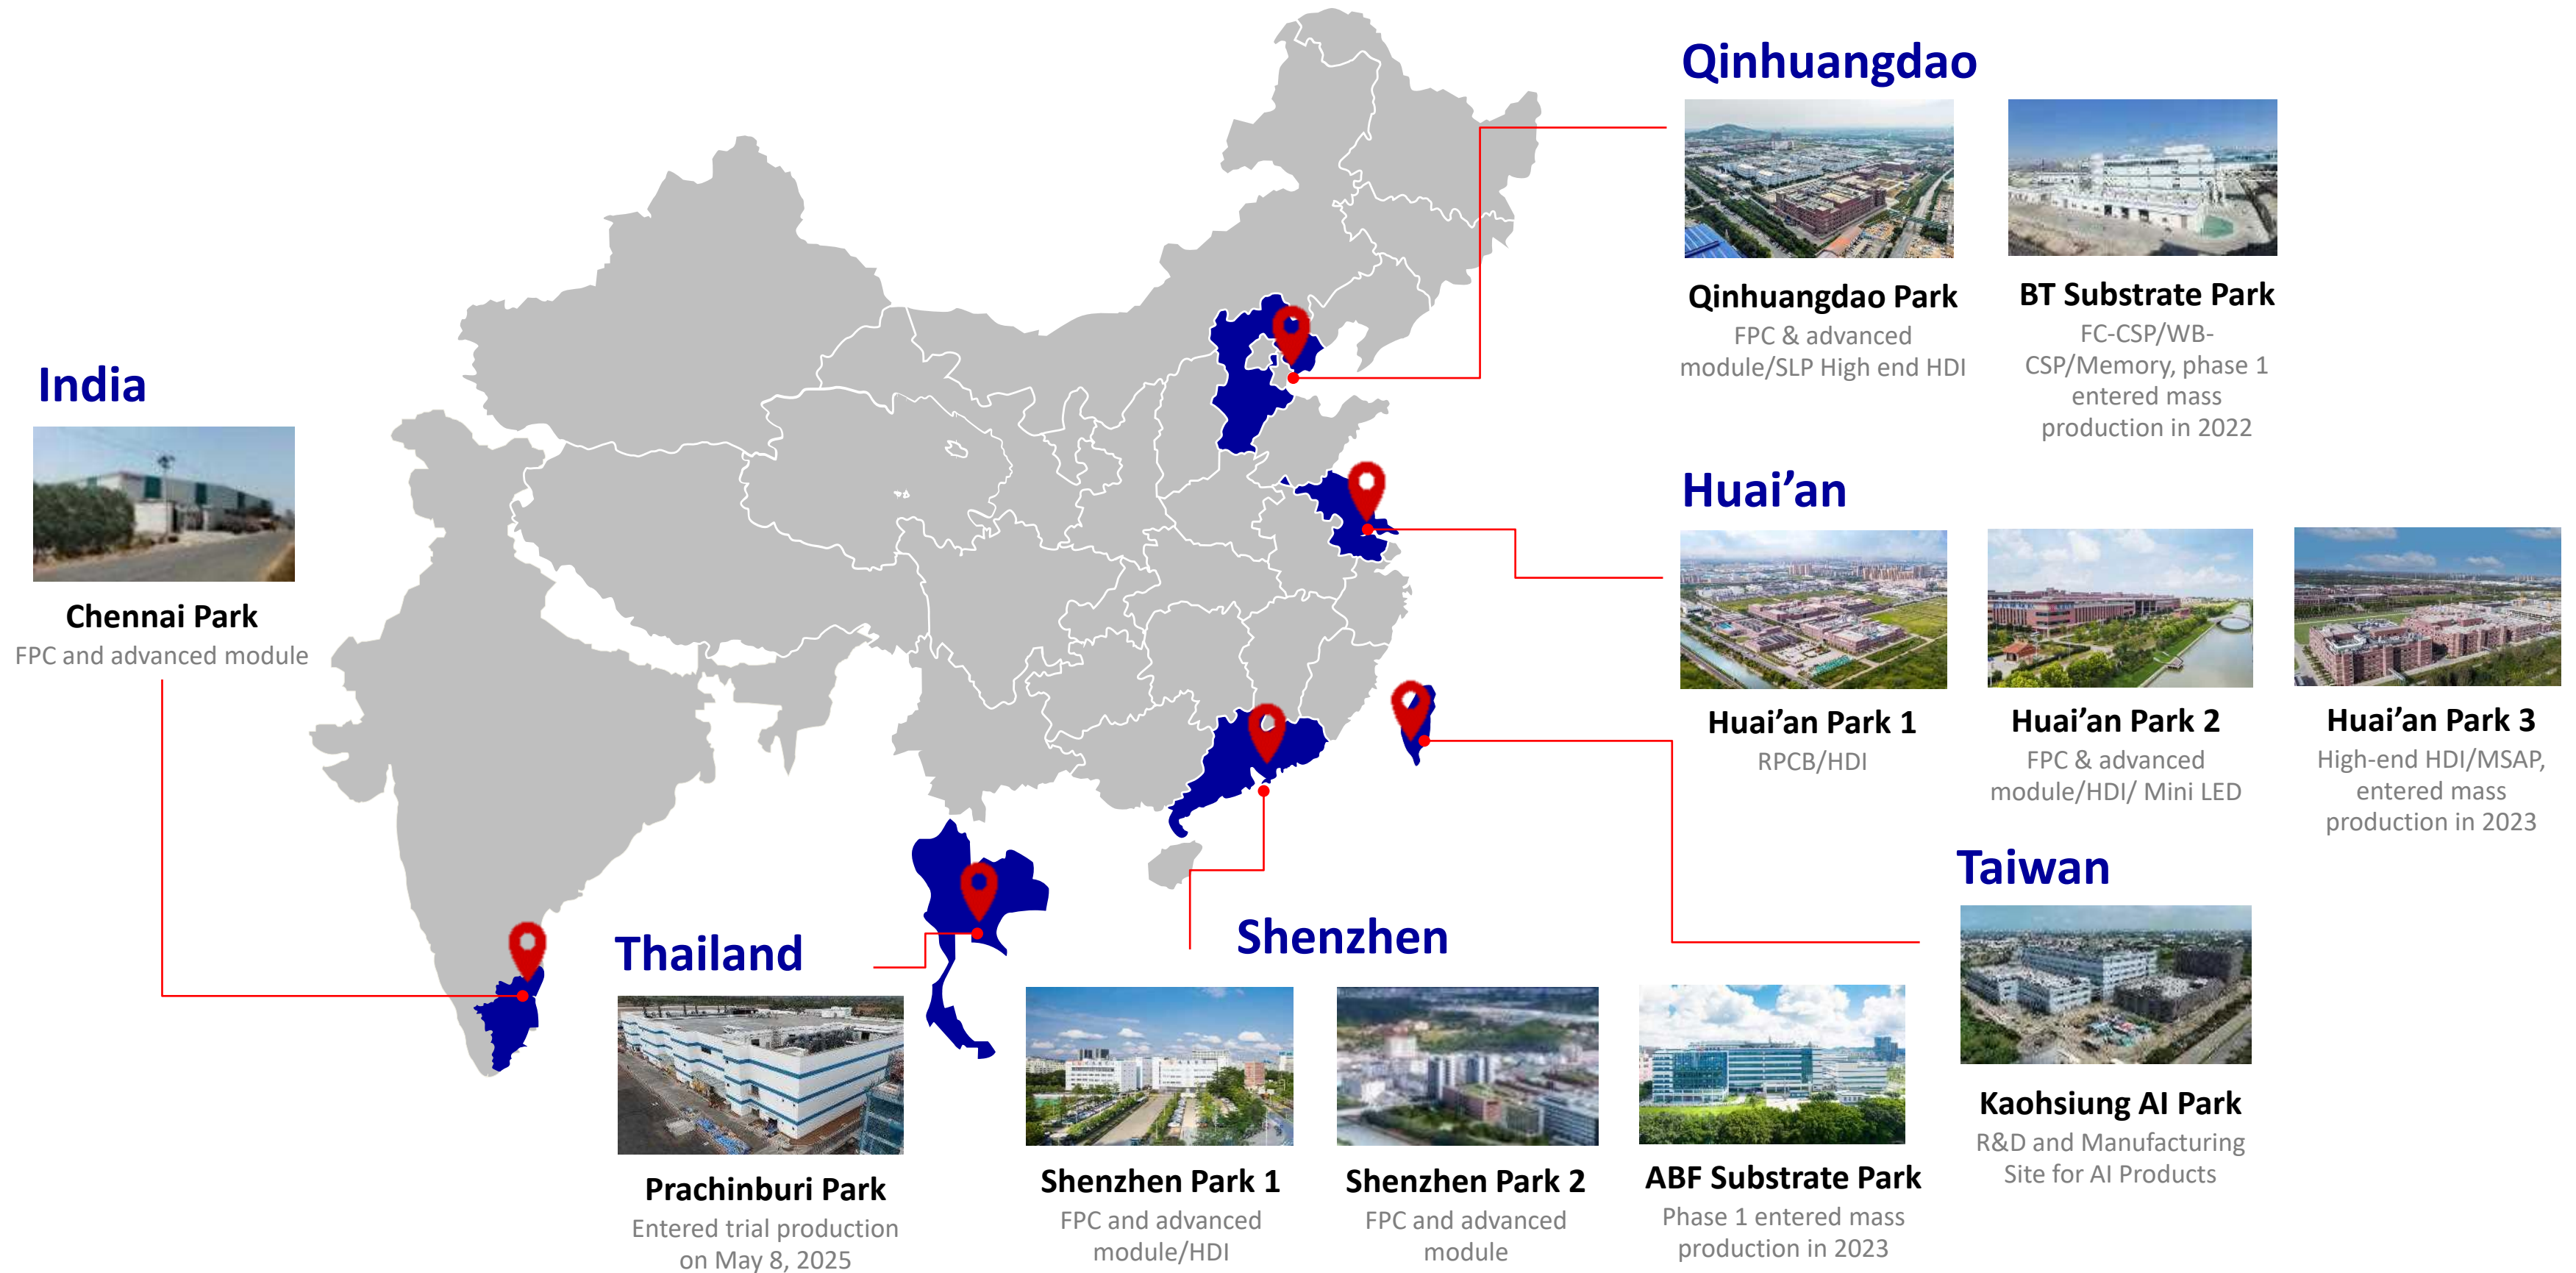 Qinhuangdao
Qinhuangdao Park
FPC & advanced
module/SLP High end HDI
BT Substrate Park
FC-CSP/WB-
CSP/Memory, phase 1
entered mass
production in 2022
India
Chennai Park
FPC and advanced module
Huai’an
Huai’an Park 1
RPCB/HDI
Huai’an Park 2
FPC & advanced
module/HDI/ Mini LED
Huai’an Park 3
High-end HDI/MSAP,
entered mass
production in 2023
Taiwan
Kaohsiung AI Park
R&D and Manufacturing
Site for AI Products
Thailand
Prachinburi Park
Entered trial production
on May 8, 2025
Shenzhen
Shenzhen Park 1
FPC and advanced
module/HDI
Shenzhen Park 2
FPC and advanced
module
ABF Substrate Park
Phase 1 entered mass
production in 2023